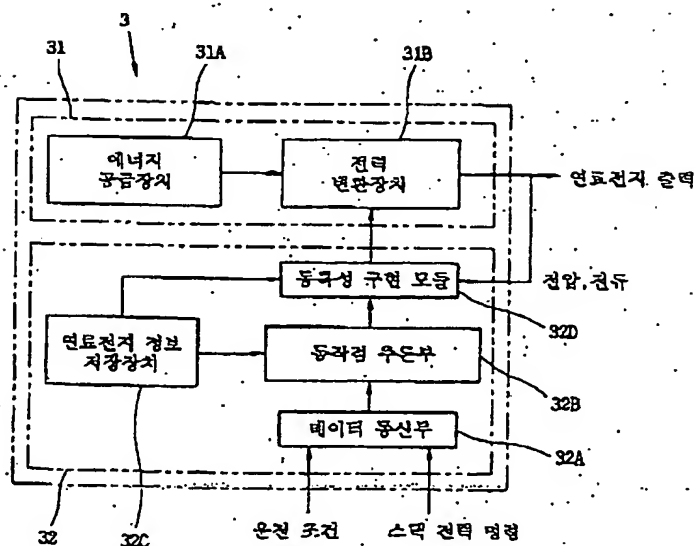 3
31
31A
31B
에너지
공급장치
전력
변환장치
연료전지 출력
동특성 구현 모듈
전압, 전류
32D
연료전지 정보
저장장치
동작점 추돈부
32B
데이터 통신부
32A
32
32C
운전 조건
스택 전력 명령